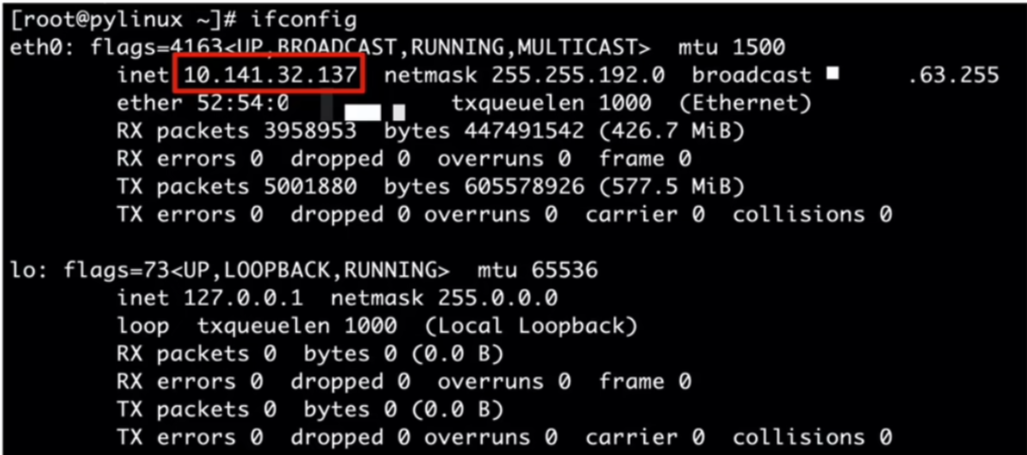 [root@pylinux ~]# ifconfig
eth0: flags=4163<UP,BROADCAST,RUNNING,MULTICAST>  mtu 1500
        inet 10.141.32.137  netmask 255.255.192.0  broadcast .63.255
        ether 52:54:0 txqueuelen 1000  (Ethernet)
        RX packets 3958953  bytes 447491542 (426.7 MiB)
        RX errors 0  dropped 0  overruns 0  frame 0
        TX packets 5001880  bytes 605578926 (577.5 MiB)
        TX errors 0  dropped 0 overruns 0  carrier 0  collisions 0
lo: flags=73<UP,LOOPBACK,RUNNING>  mtu 65536
        inet 127.0.0.1  netmask 255.0.0.0
        loop  txqueuelen 1000  (Local Loopback)
        RX packets 0  bytes 0 (0.0 B)
        RX errors 0  dropped 0  overruns 0  frame 0
        TX packets 0  bytes 0 (0.0 B)
        TX errors 0  dropped 0 overruns 0  carrier 0  collisions 0